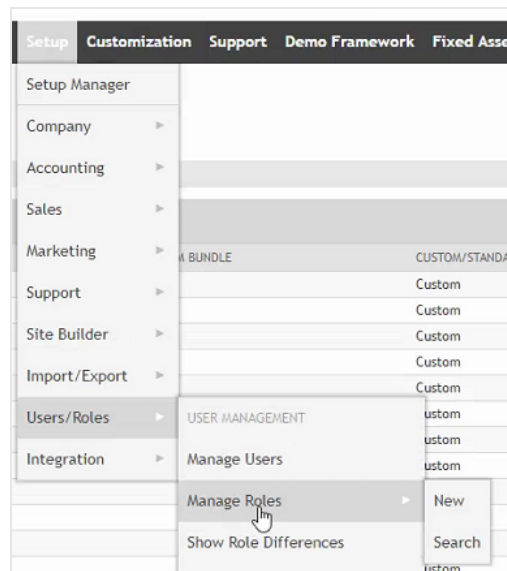 Setup Customization Support Demo Framework Fixed Asse
Setup Manager
Company
Accounting
Sales
Marketing
Support
Site Builder
Import/Export
Users/Roles
Integration
USER MANAGEMENT
Manage Users
Manage Roles
Show Role Differences
New
Search
BUNDLE
CUSTOM/STANDA
Custom
Custom
Custom
Custom
Custom
ustom
ustom
ustom
ustom